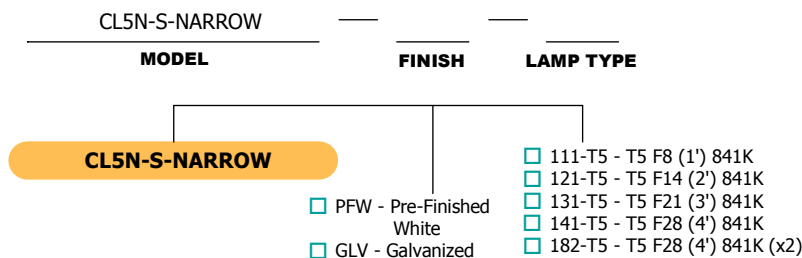 CL5N-S-NARROW
MODEL FINISH LAMP TYPE
CL5N-S-NARROW
PFW - Pre-Finished
White
GLV - Galvanized
111-T5 - T5 F8 (1') 841K
121-T5 - T5 F14 (2') 841K
131-T5 - T5 F21 (3') 841K
141-T5 - T5 F28 (4') 841K
182-T5 - T5 F28 (4') 841K (x2)